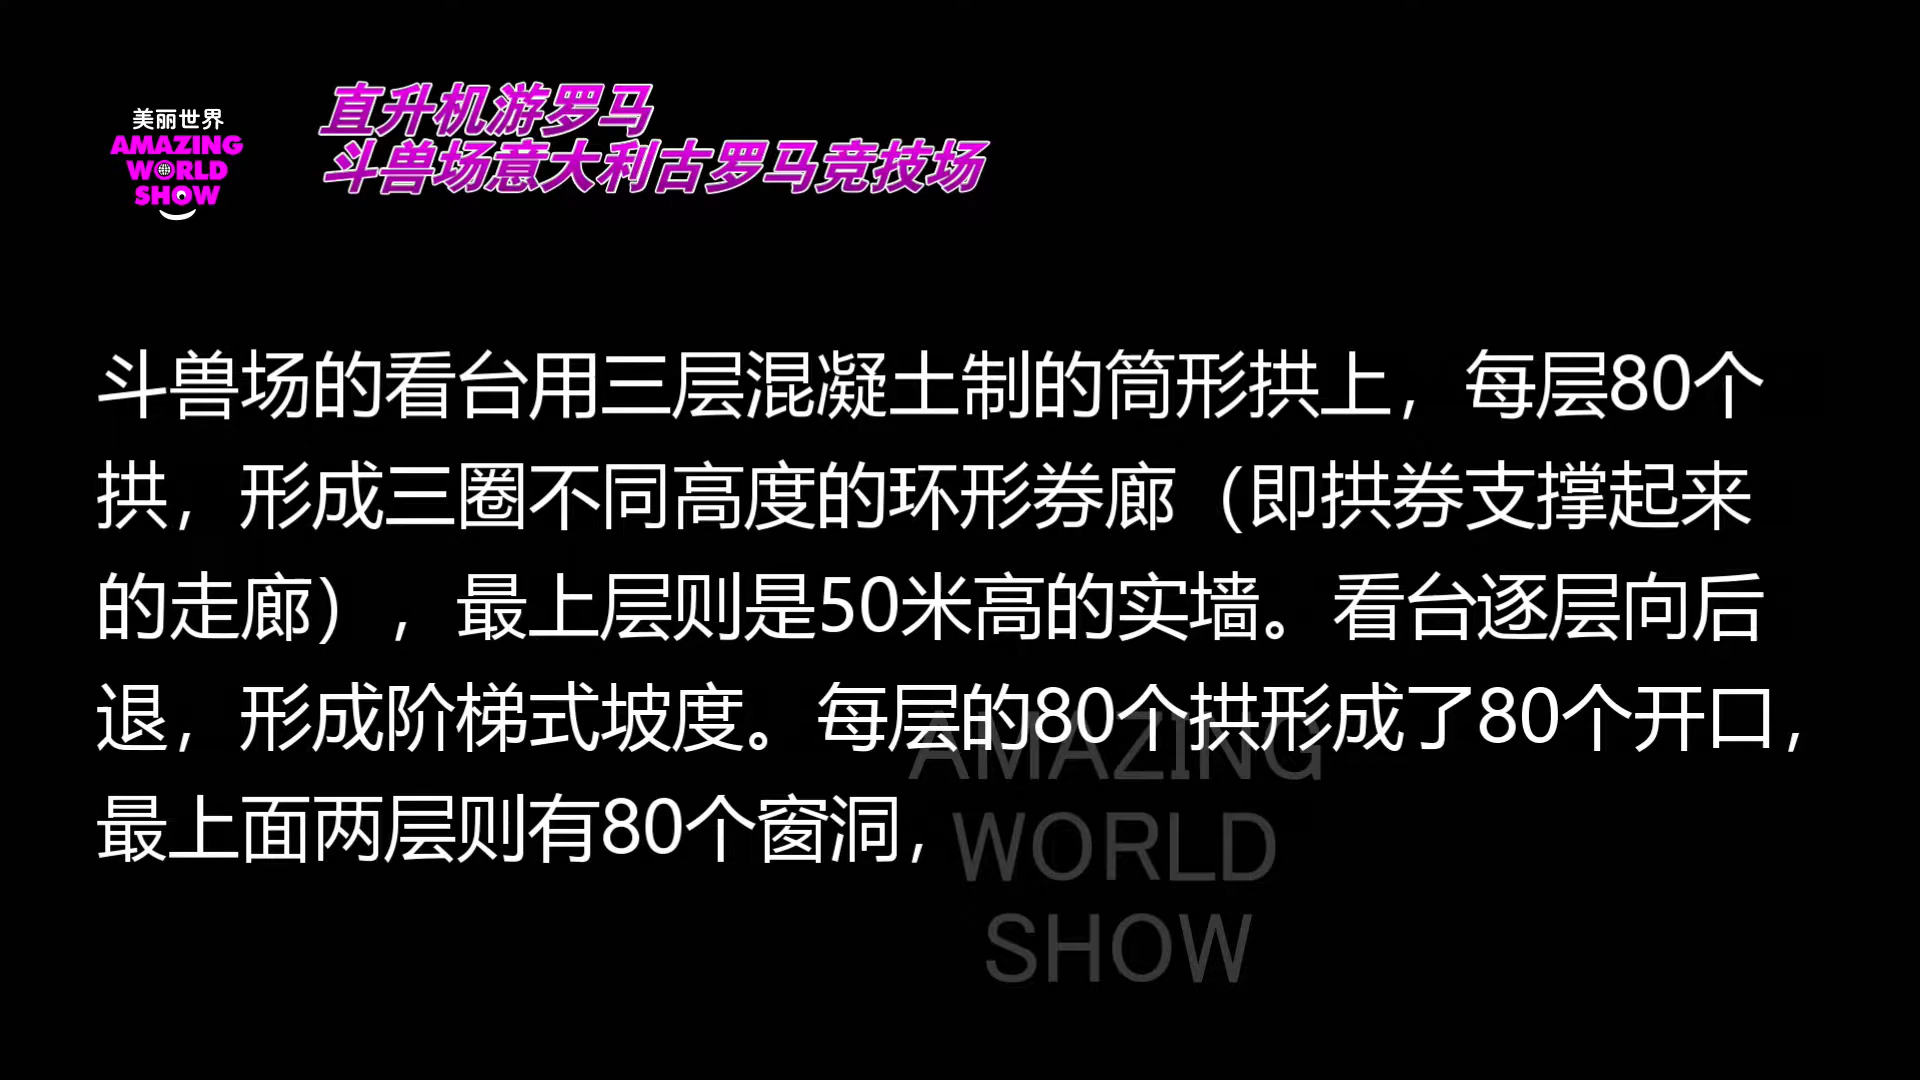 美丽世界
AMAZING
WORLD
SHOW
直升机游罗马
斗兽场意大利古罗马竞技场
斗兽场的看台用三层混凝土制的筒形拱上，每层80个
拱，形成三圈不同高度的环形券廊（即拱券支撑起来
的走廊），最上层则是50米高的实墙。看台逐层向后
退，形成阶梯式坡度。每层的80个拱形成了80个开口，
最上面两层则有80个窗洞，
AMAZING
WORLD
SHOW